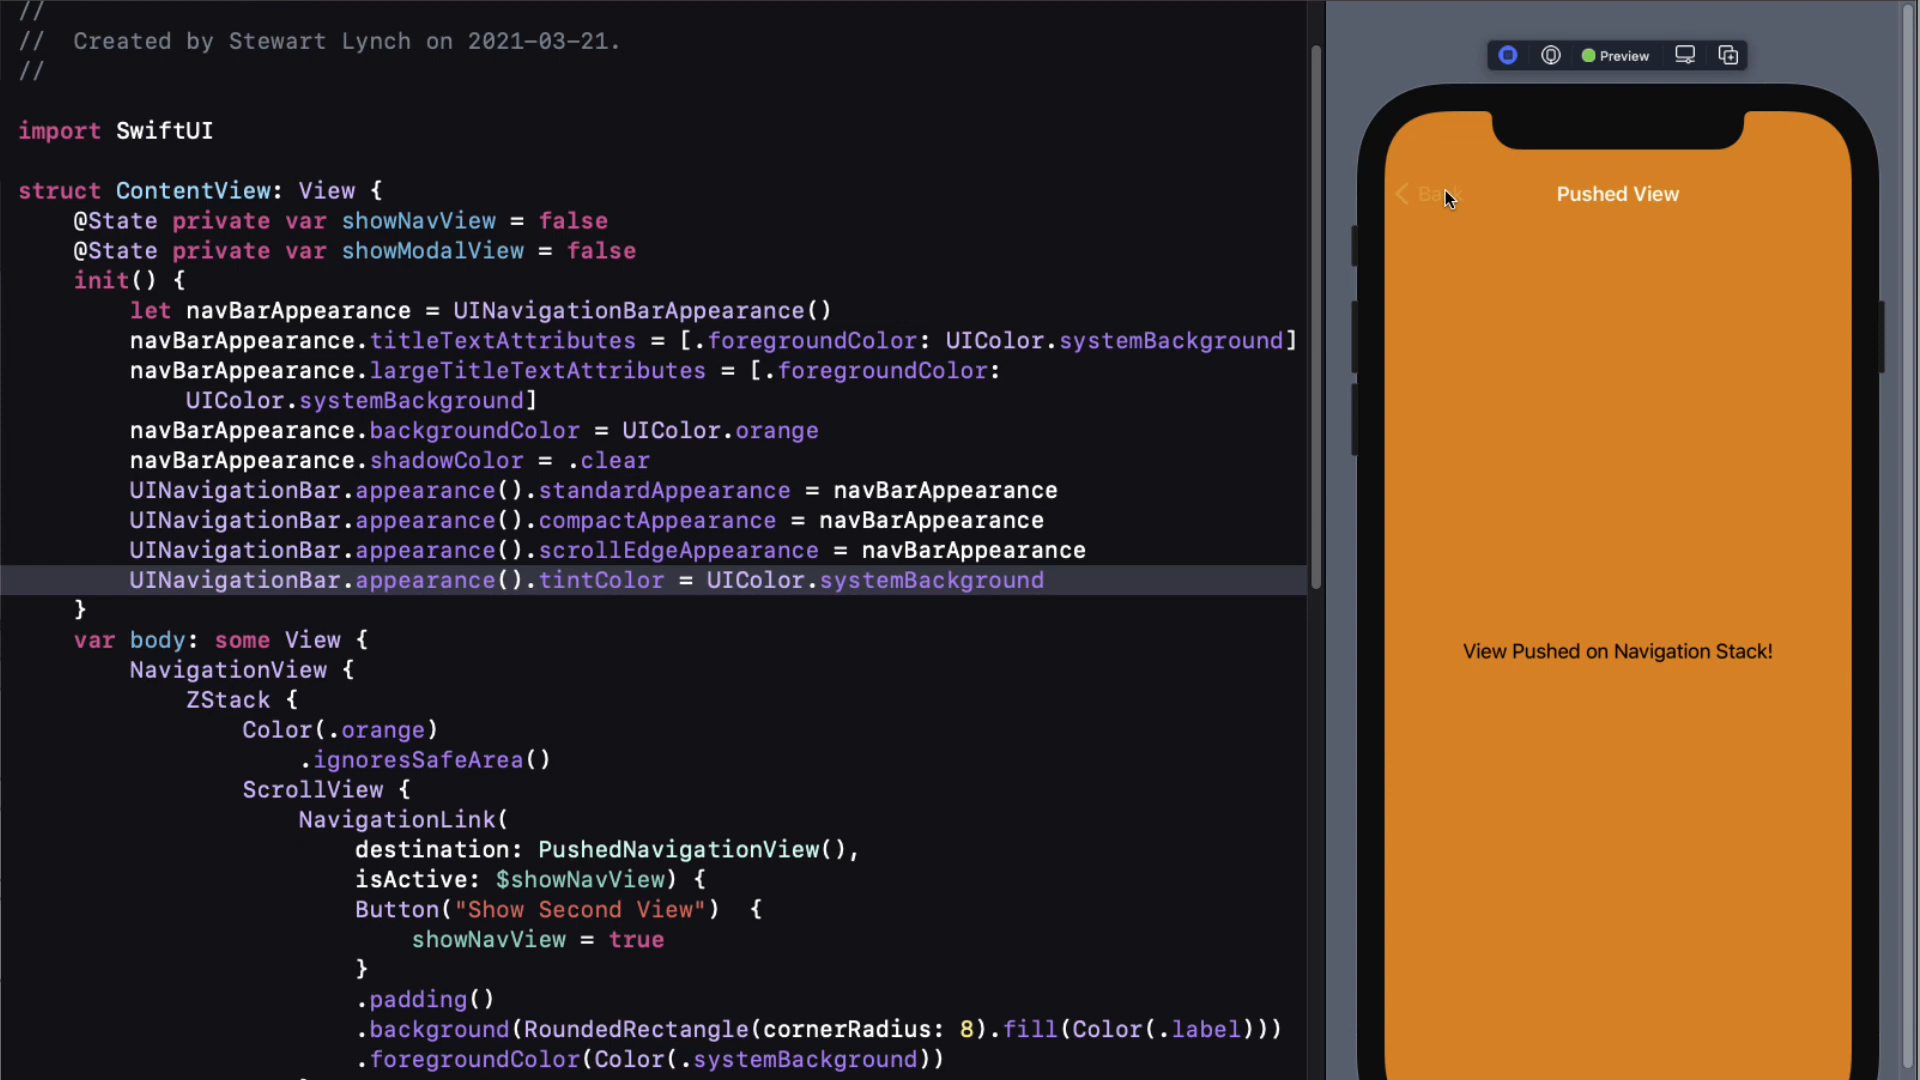 //
//  Created by Stewart Lynch on 2021-03-21.
//
import SwiftUI
struct ContentView: View {
    @State private var showNavView = false
    @State private var showModalView = false
    init() {
        let navBarAppearance = UINavigationBarAppearance()
        navBarAppearance.titleTextAttributes = [.foregroundColor: UIColor.systemBackground]
        navBarAppearance.largeTitleTextAttributes = [.foregroundColor:
            UIColor.systemBackground]
        navBarAppearance.backgroundColor = UIColor.orange
        navBarAppearance.shadowColor = .clear
        UINavigationBar.appearance().standardAppearance = navBarAppearance
        UINavigationBar.appearance().compactAppearance = navBarAppearance
        UINavigationBar.appearance().scrollEdgeAppearance = navBarAppearance
        UINavigationBar.appearance().tintColor = UIColor.systemBackground
    }
    var body: some View {
        NavigationView {
            ZStack {
                Color(.orange)
                    .ignoresSafeArea()
                ScrollView {
                    NavigationLink(
                        destination: PushedNavigationView(),
                        isActive: $showNavView) {
                        Button("Show Second View")  {
                            showNavView = true
                        }
                        .padding()
                        .background(RoundedRectangle(cornerRadius: 8).fill(Color(.label)))
                        .foregroundColor(Color(.systemBackground))
Preview
Back
Pushed View
View Pushed on Navigation Stack!